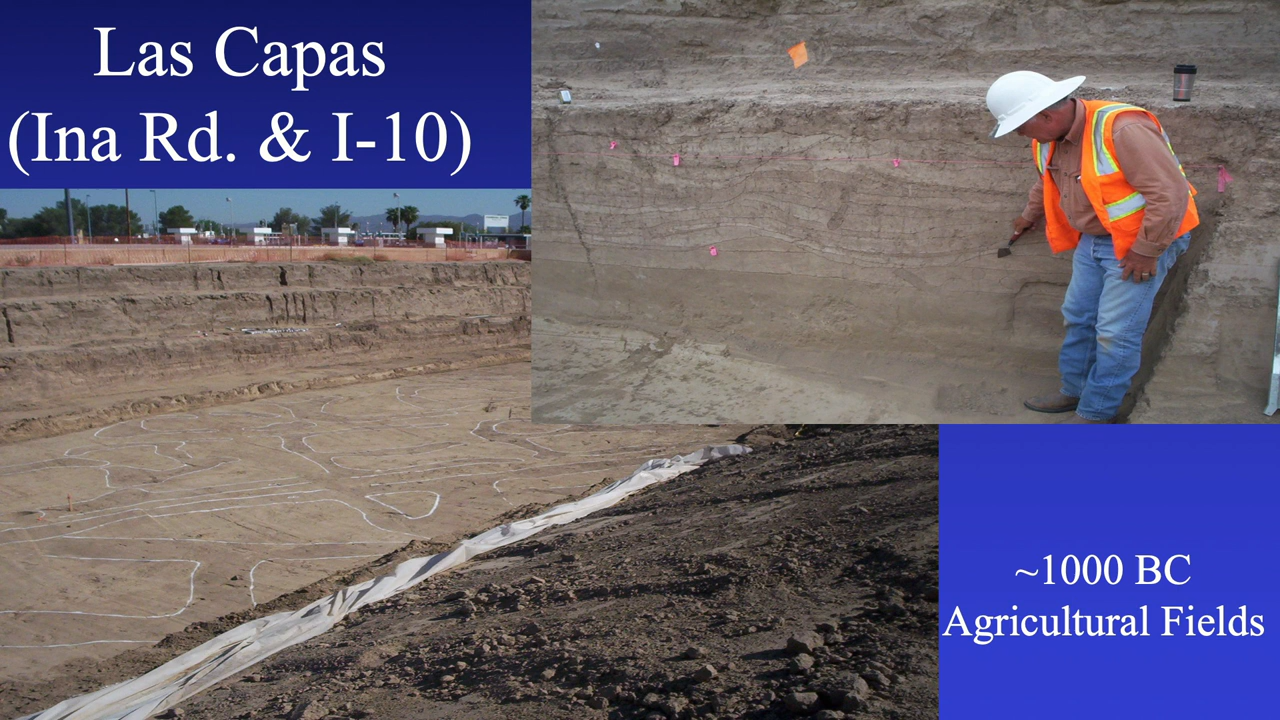 Las Capas
(Ina Rd. & I-10)
~1000 BC
Agricultural Fields